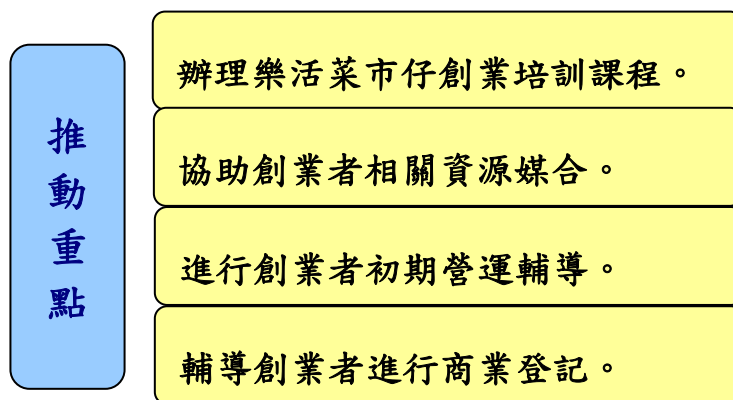 推動重點
辦理樂活菜市仔創業培訓課程。
協助創業者相關資源媒合。
進行創業者初期營運輔導。
輔導創業者進行商業登記。